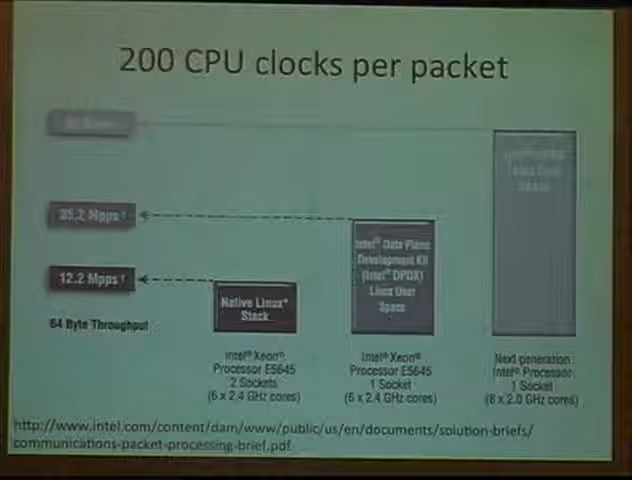 200 CPU clocks per packet
35.2 Mpps¹
Intel® Data Plane
Development Kit
(Intel® DPDK)
Linux User
Space
12.2 Mpps¹
Native Linux*
Stack
64 Byte Throughput
Intel® Xeon®
Processor E5645
2 Sockets
(6 x 2.4 GHz cores)
Intel® Xeon®
Processor E5645
1 Socket
(6 x 2.4 GHz cores)
Next generation
Intel® Processor
1 Socket
(8 x 2.0 GHz cores)
http://www.intel.com/content/dam/www/public/us/en/documents/solution-briefs/
communications-packet-processing-brief.pdf